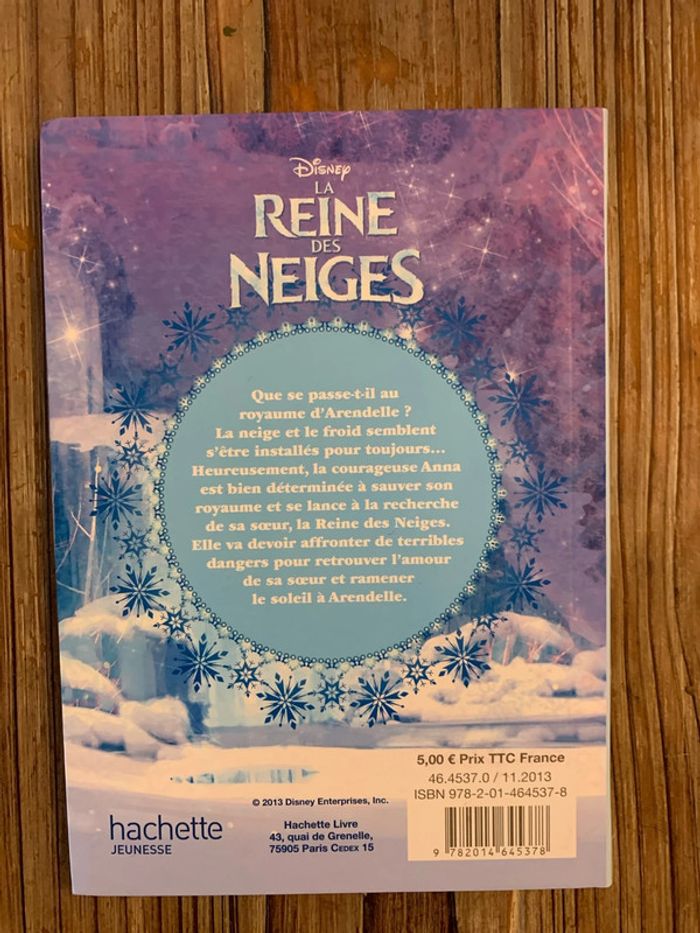 Disney
LA
REINE
DES
NEIGES
Que se passe-t-il au
royaume d'Arendelle ?
La neige et le froid semblent
s'être installés pour toujours...
Heureusement, la courageuse Anna
est bien déterminée à sauver son
royaume et se lance à la recherche
de sa sœur, la Reine des Neiges.
Elle va devoir affronter de terribles
dangers pour retrouver l'amour
de sa sœur et ramener
le soleil à Arendelle.
5,00 € Prix TTC France
46.4537.0 / 11.2013
ISBN 978-2-01-464537-8
9 782014 645378
© 2013 Disney Enterprises, Inc.
hachette
JEUNESSE
Hachette Livre
43, quai de Grenelle,
75905 Paris CEDEX 15